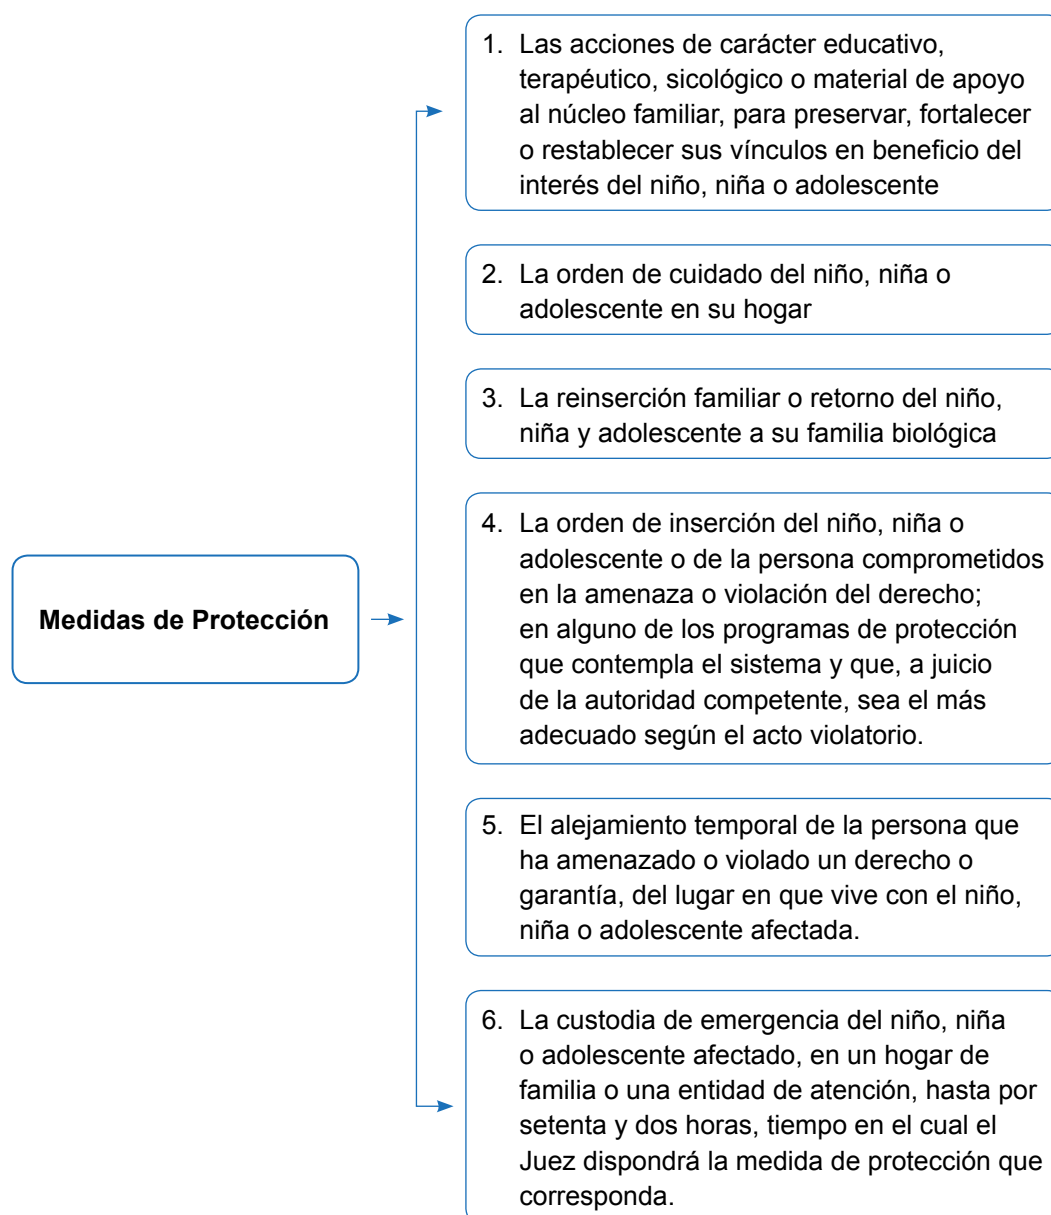 1. Las acciones de carácter educativo,
terapéutico, sicológico o material de apoyo
al núcleo familiar, para preservar, fortalecer
o restablecer sus vínculos en beneficio del
interés del niño, niña o adolescente
2. La orden de cuidado del niño, niña o
adolescente en su hogar
3. La reinserción familiar o retorno del niño,
niña y adolescente a su familia biológica
4. La orden de inserción del niño, niña o
adolescente o de la persona comprometidos
en la amenaza o violación del derecho;
en alguno de los programas de protección
que contempla el sistema y que, a juicio
de la autoridad competente, sea el más
adecuado según el acto violatorio.
Medidas de Protección
5. El alejamiento temporal de la persona que
ha amenazado o violado un derecho o
garantía, del lugar en que vive con el niño,
niña o adolescente afectada.
6. La custodia de emergencia del niño, niña
o adolescente afectado, en un hogar de
familia o una entidad de atención, hasta por
setenta y dos horas, tiempo en el cual el
Juez dispondrá la medida de protección que
corresponda.